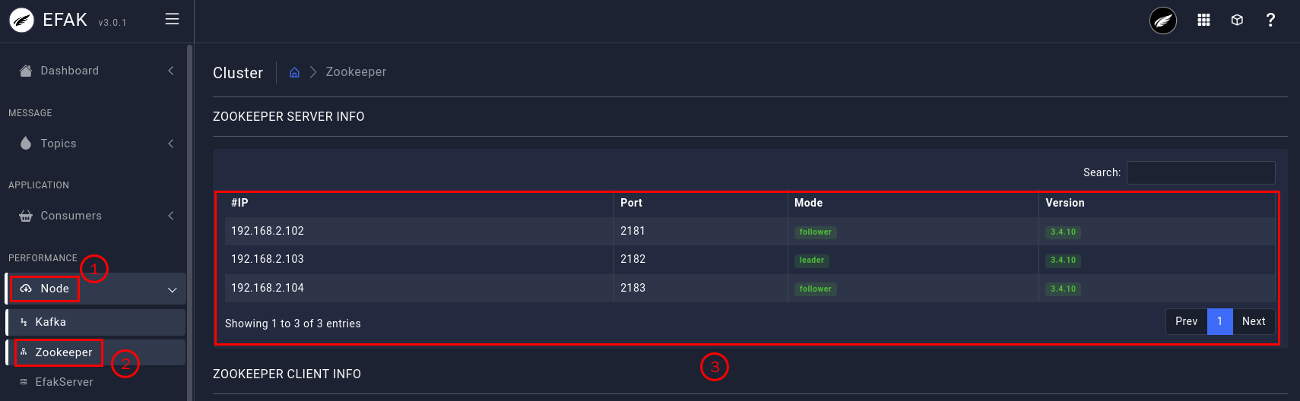 EFAK v3.0.1
?
Cluster Zookeeper
Dashboard
MESSAGE
Topics
APPLICATION
Consumers
PERFORMANCE
1
Node
Kafka
Zookeeper
2
EfakServer
ZOOKEEPER SERVER INFO
Search:
#IP Port Mode Version
192.168.2.102 2181 follower 3.4.10
192.168.2.103 2182 leader 3.4.10
192.168.2.104 2183 follower 3.4.10
Showing 1 to 3 of 3 entries Prev 1 Next
3
ZOOKEEPER CLIENT INFO